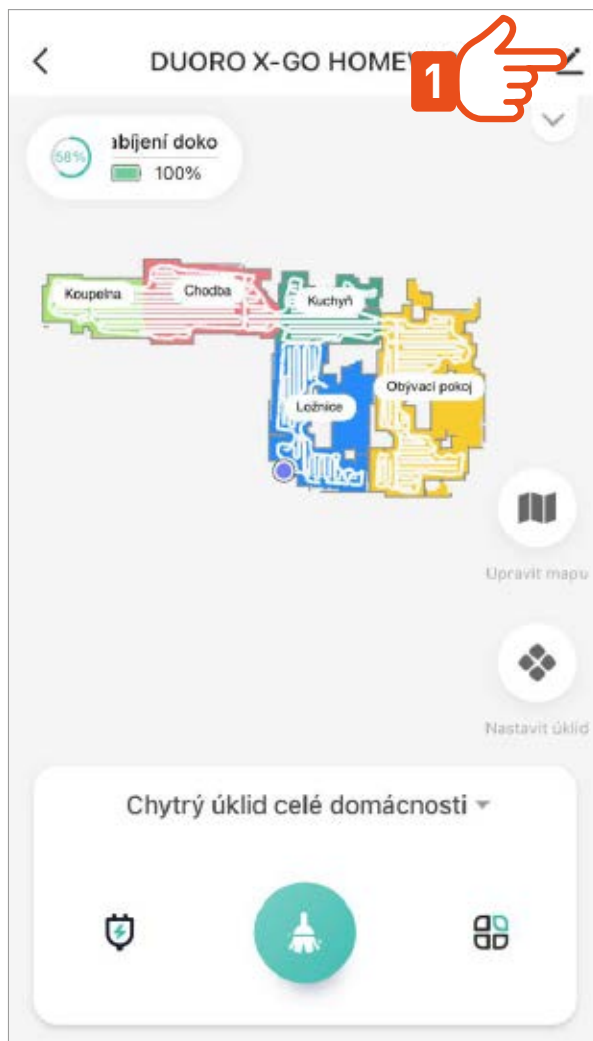 DUORO X-GO HOME
1
58%
abíjení doko
100%
Koupelna
Chodba
Kuchyň
Obývací pokoj
Ložnice
Upravit mapu
Nastavit úklid
Chytrý úklid celé domácnosti